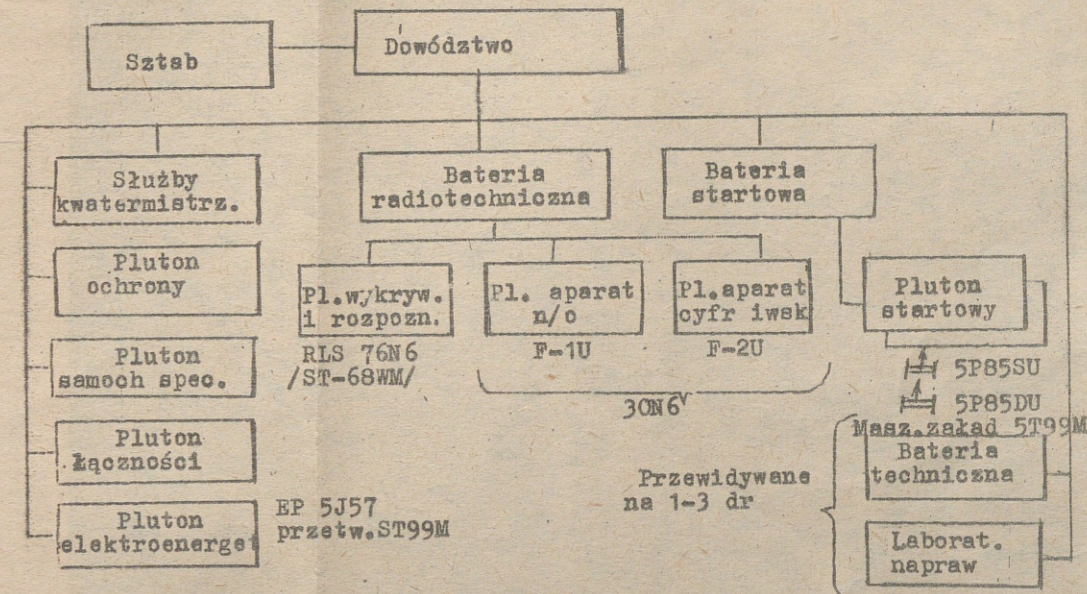 Sztab
Dowództwo
Służby
kwatermistrz.
Bateria
radiotechniczna
Bateria
startowa
Pluton
ochrony
Pl.wykryw.
i rozpozn.
RLS 76N6
/ST-68WM/
Pl. aparat
n/o
F-1U
Pl.aparat
cyfr iwsk
F-2U
30N6
Pluton
startowy
5P85SU
5P85DU
Masz.zakład 5T99M
Pluton
samoch spec.
Pluton
Łączności
Pluton
elektroenerget
EP 5J57
przetw.ST99M
Przewidywane
na 1-3 dr
Bateria
techniczna
Laborat.
napraw